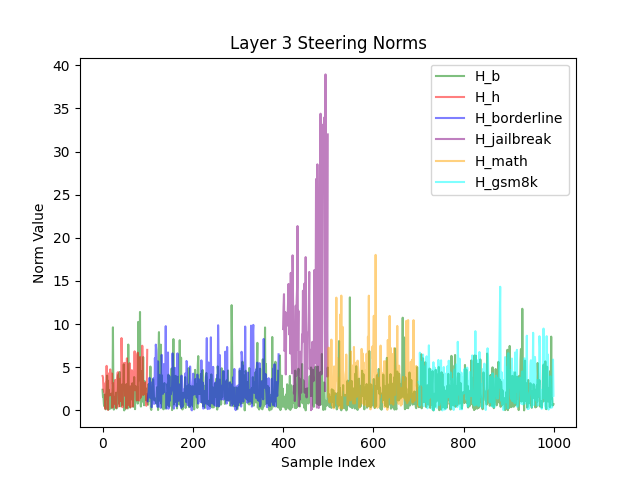 Layer 3 Steering Norms
Norm Value
40
35
30
25
20
15
10
5
0
H_b
H_h
H_borderline
H_jailbreak
H_math
H_gsm8k
0 200 400 600 800 1000
Sample Index